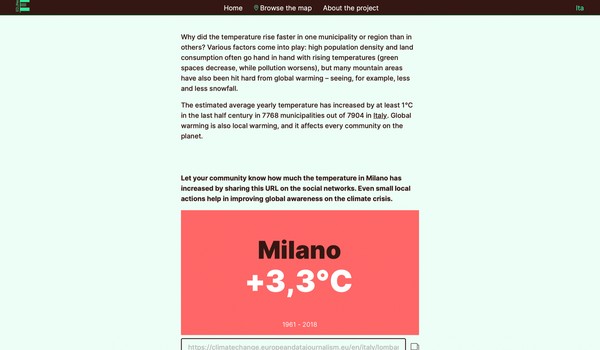 Home Browse the map About the project Ita
Why did the temperature rise faster in one municipality or region than in
others? Various factors come into play: high population density and land
consumption often go hand in hand with rising temperatures (green
spaces decrease, while pollution worsens), but many mountain areas
have also been hit hard from global warming – seeing, for example, less
and less snowfall.
The estimated average yearly temperature has increased by at least 1°C
in the last half century in 7768 municipalities out of 7904 in Italy. Global
warming is also local warming, and it affects every community on the
planet.
Let your community know how much the temperature in Milano has
increased by sharing this URL on the social networks. Even small local
actions help in improving global awareness on the climate crisis.
Milano
+3,3°C
1961 - 2018
https://climatechange.europeandatajournalism.eu/en/italy/lombar